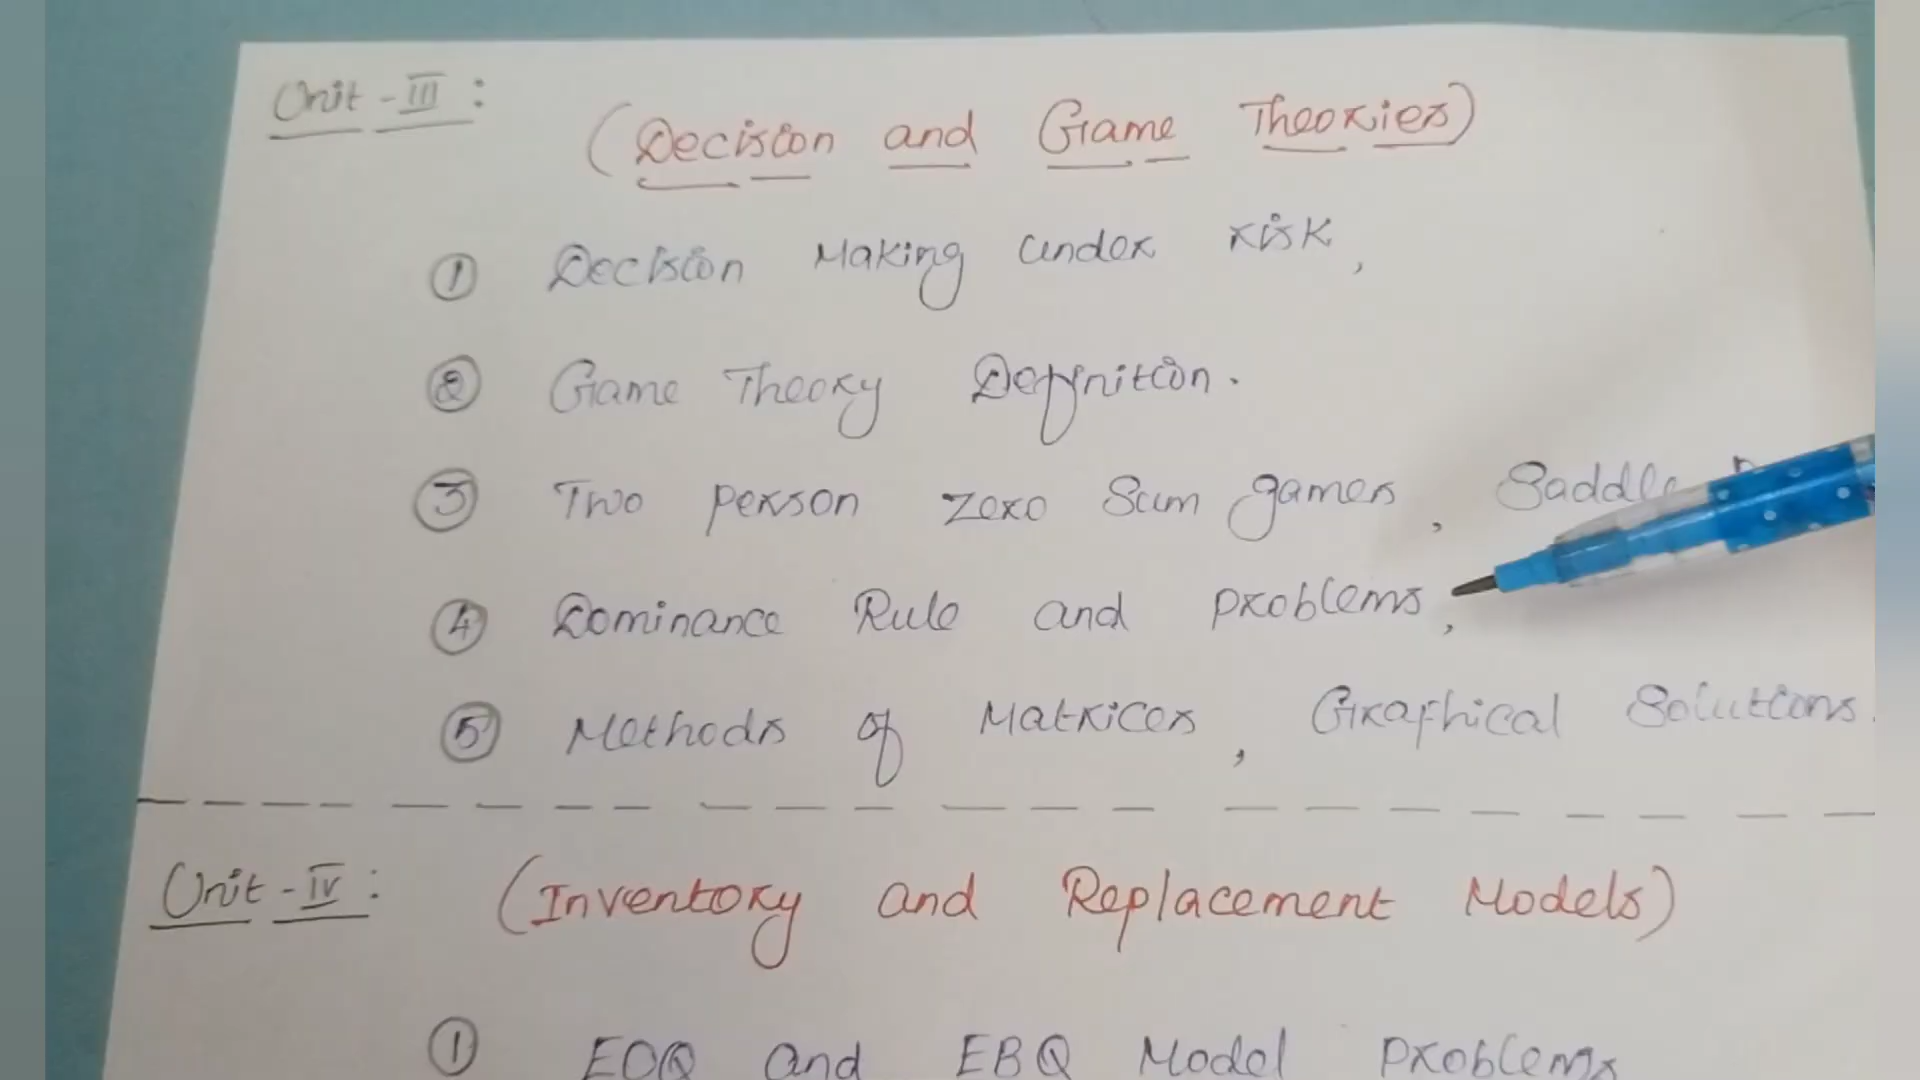 Unit - III :
(Decision and Game Theories)
① Decision Making under risk,
② Game Theory Definition.
③ Two person zero sum games, Saddle
④ Dominance Rule and problems,
⑤ Methods of Matrices, Graphical Solutions.
Unit - IV :
(Inventory and Replacement Models)
① EOQ and EBQ Model problems